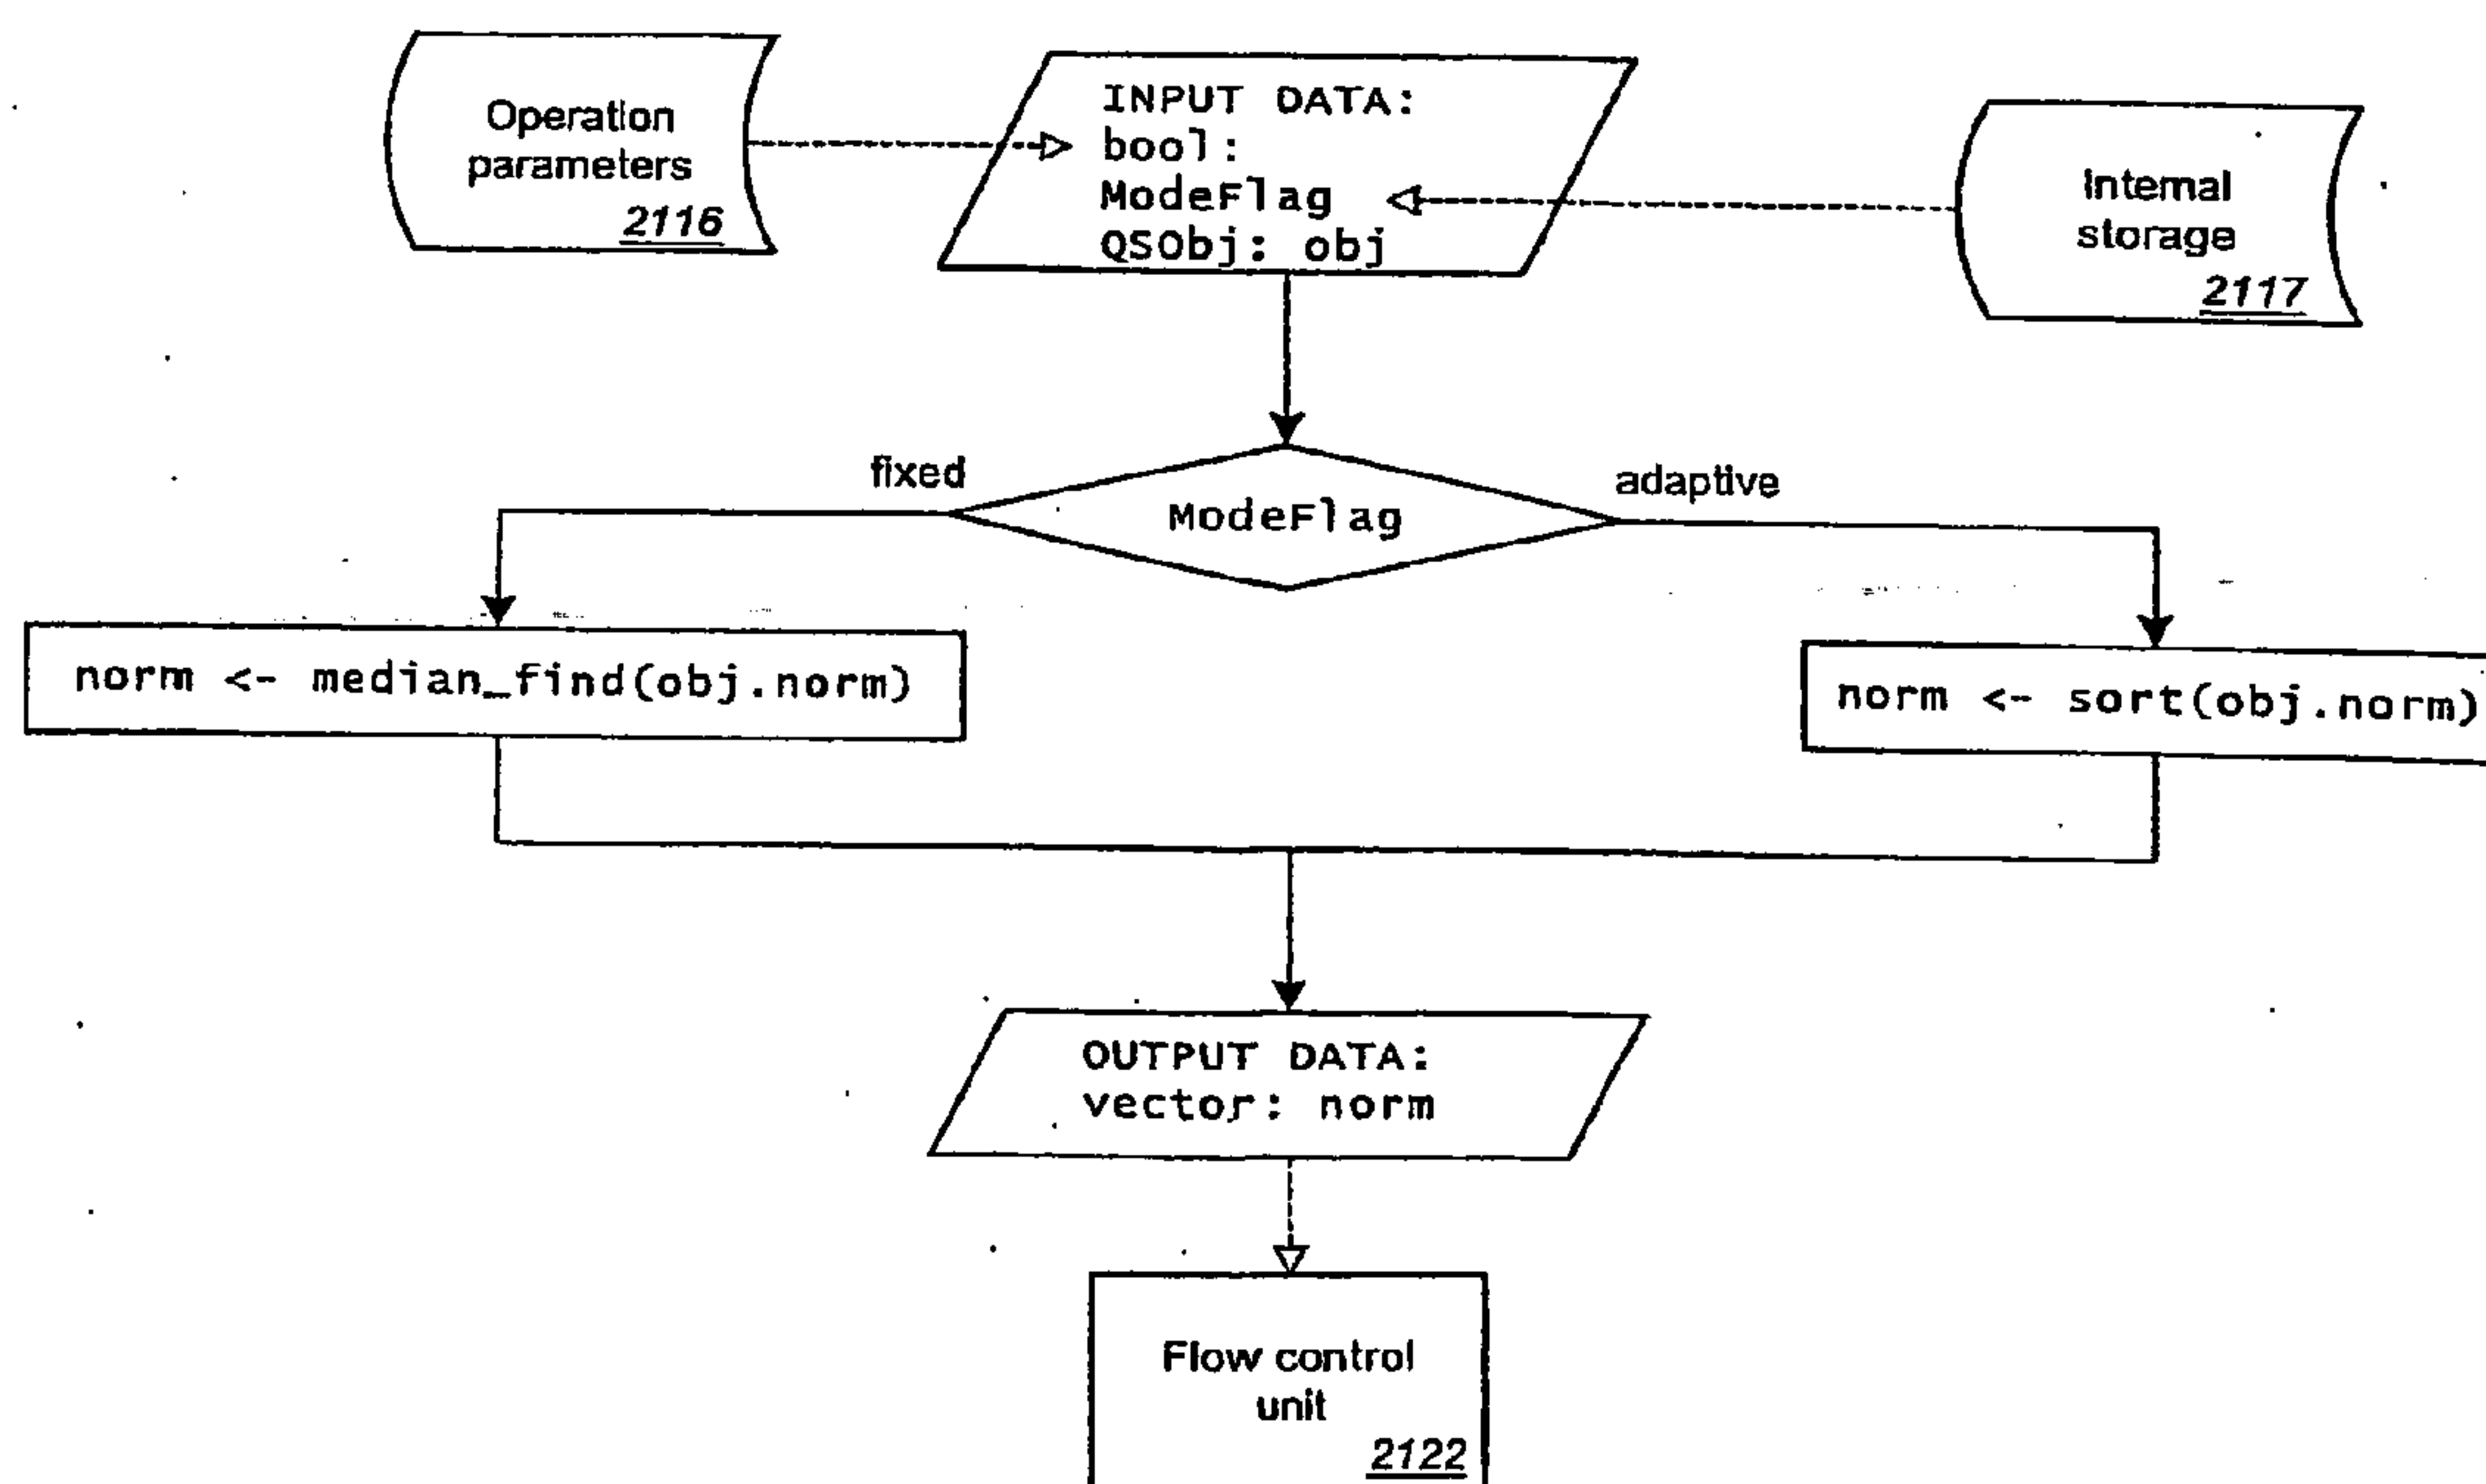 Operation
parameters
2116
INPUT DATA:
bool:
ModeFlag
QSObj: obj
Internal
storage
2117
fixed
ModeFlag
adaptive
norm <- median_find(obj.norm)
norm <- sort(obj.norm)
OUTPUT DATA:
vector: norm
Flow control
unit
2122